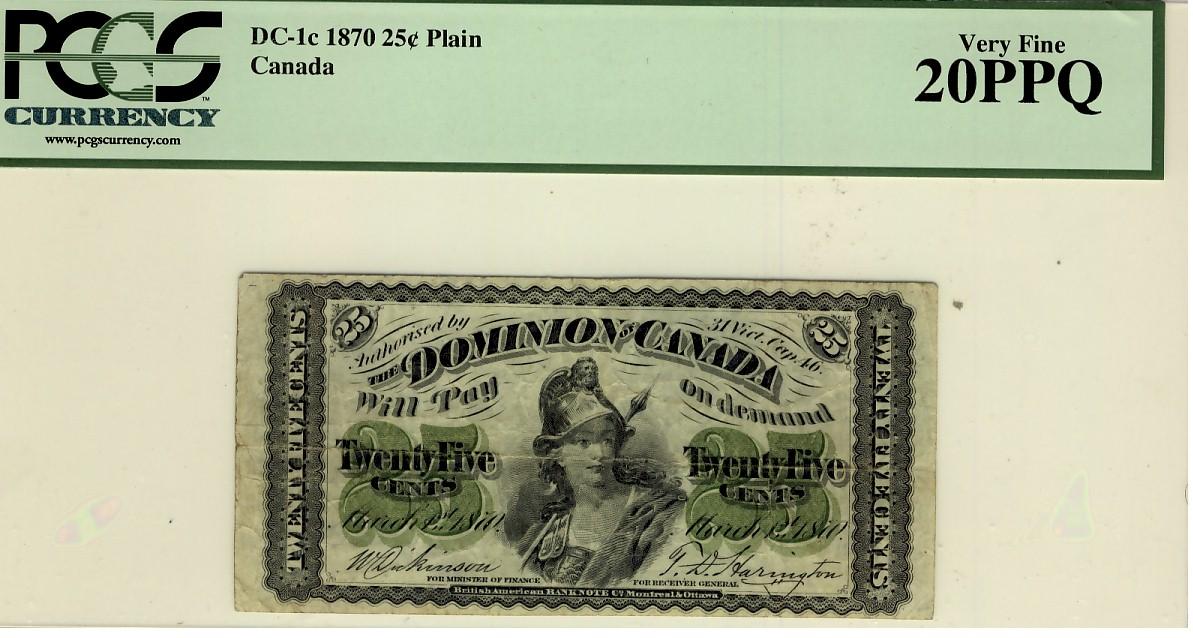 PCGS
CURRENCY
www.pcgscurrency.com
DC-1c 1870 25¢ Plain
Canada
Very Fine
20PPQ
25
25
Authorised by
31 Vict. Cap. 46.
THE DOMINION OF CANADA
Will Pay
on demand
TWENTY FIVE CENTS
TWENTY FIVE CENTS
25
Twenty Five
CENTS
25
Twenty Five
CENTS
March 1st 1870.
March 1st 1870.
W Dickinson
FOR MINISTER OF FINANCE
T. D. Harington
FOR RECEIVER GENERAL
British American BANK NOTE Co Montreal & Ottawa